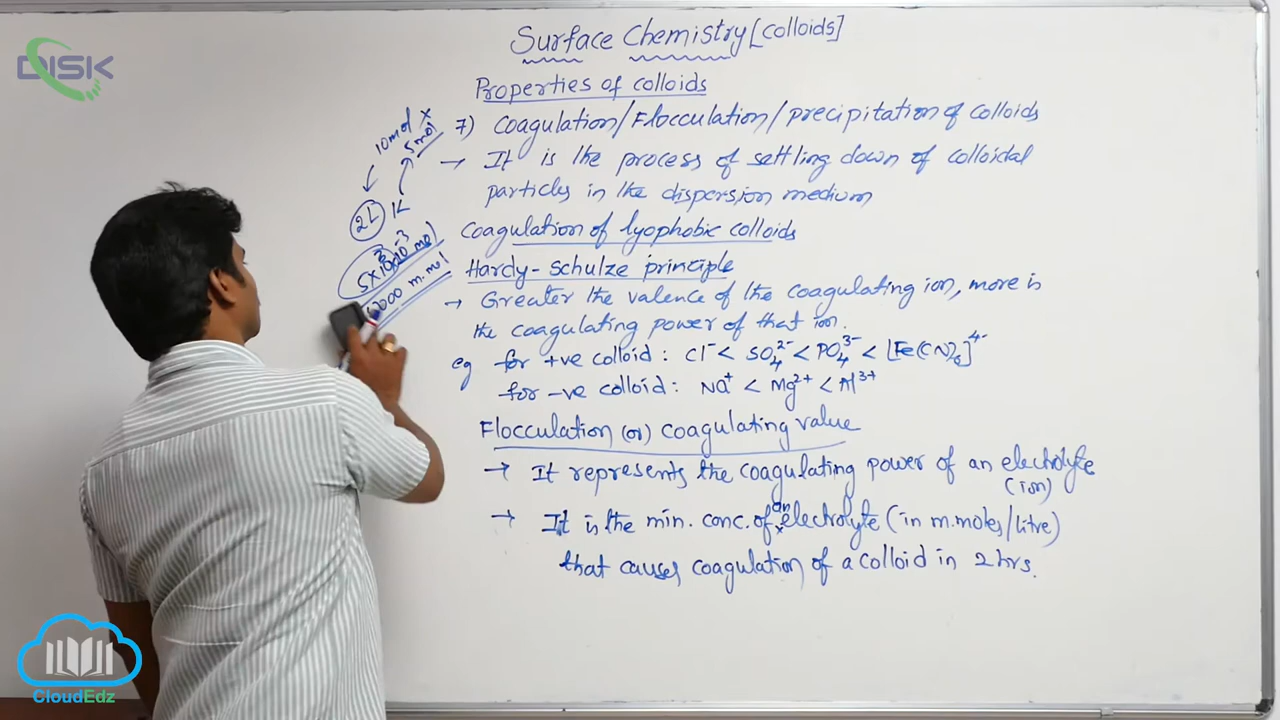 DISK
Surface Chemistry [colloids]
Properties of colloids
7) Coagulation/Flocculation/precipitation of colloids
→ It is the process of settling down of colloidal
particles in the dispersion medium
Coagulation of lyophobic colloids
Hardy-Schulze principle
→ Greater the valence of the coagulating ion, more is
the coagulating power of that ion.
eg for +ve colloid : Cl⁻ < SO₄²⁻ < PO₄³⁻ < [Fe(CN)₆]⁴⁻
for -ve colloid : Na⁺ < Mg²⁺ < Al³⁺
Flocculation (or) coagulating value
→ It represents the coagulating power of an electrolyte
(ion)
→ It is the min. conc. of an electrolyte (in m.moles/litre)
that causes coagulation of a colloid in 2 hrs.
10 mol x
5 mol
2L 1L
m.mol
CloudEdz